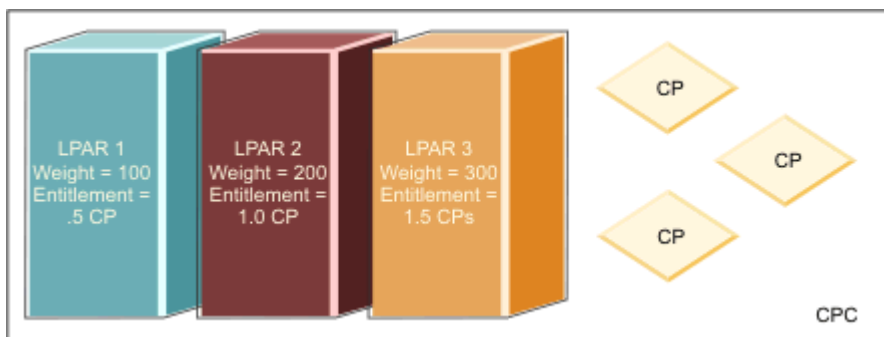 LPAR 1
Weight = 100
Entitlement =
.5 CP
LPAR 2
Weight = 200
Entitlement =
1.0 CP
LPAR 3
Weight = 300
Entitlement =
1.5 CPs
CP
CP
CP
CPC